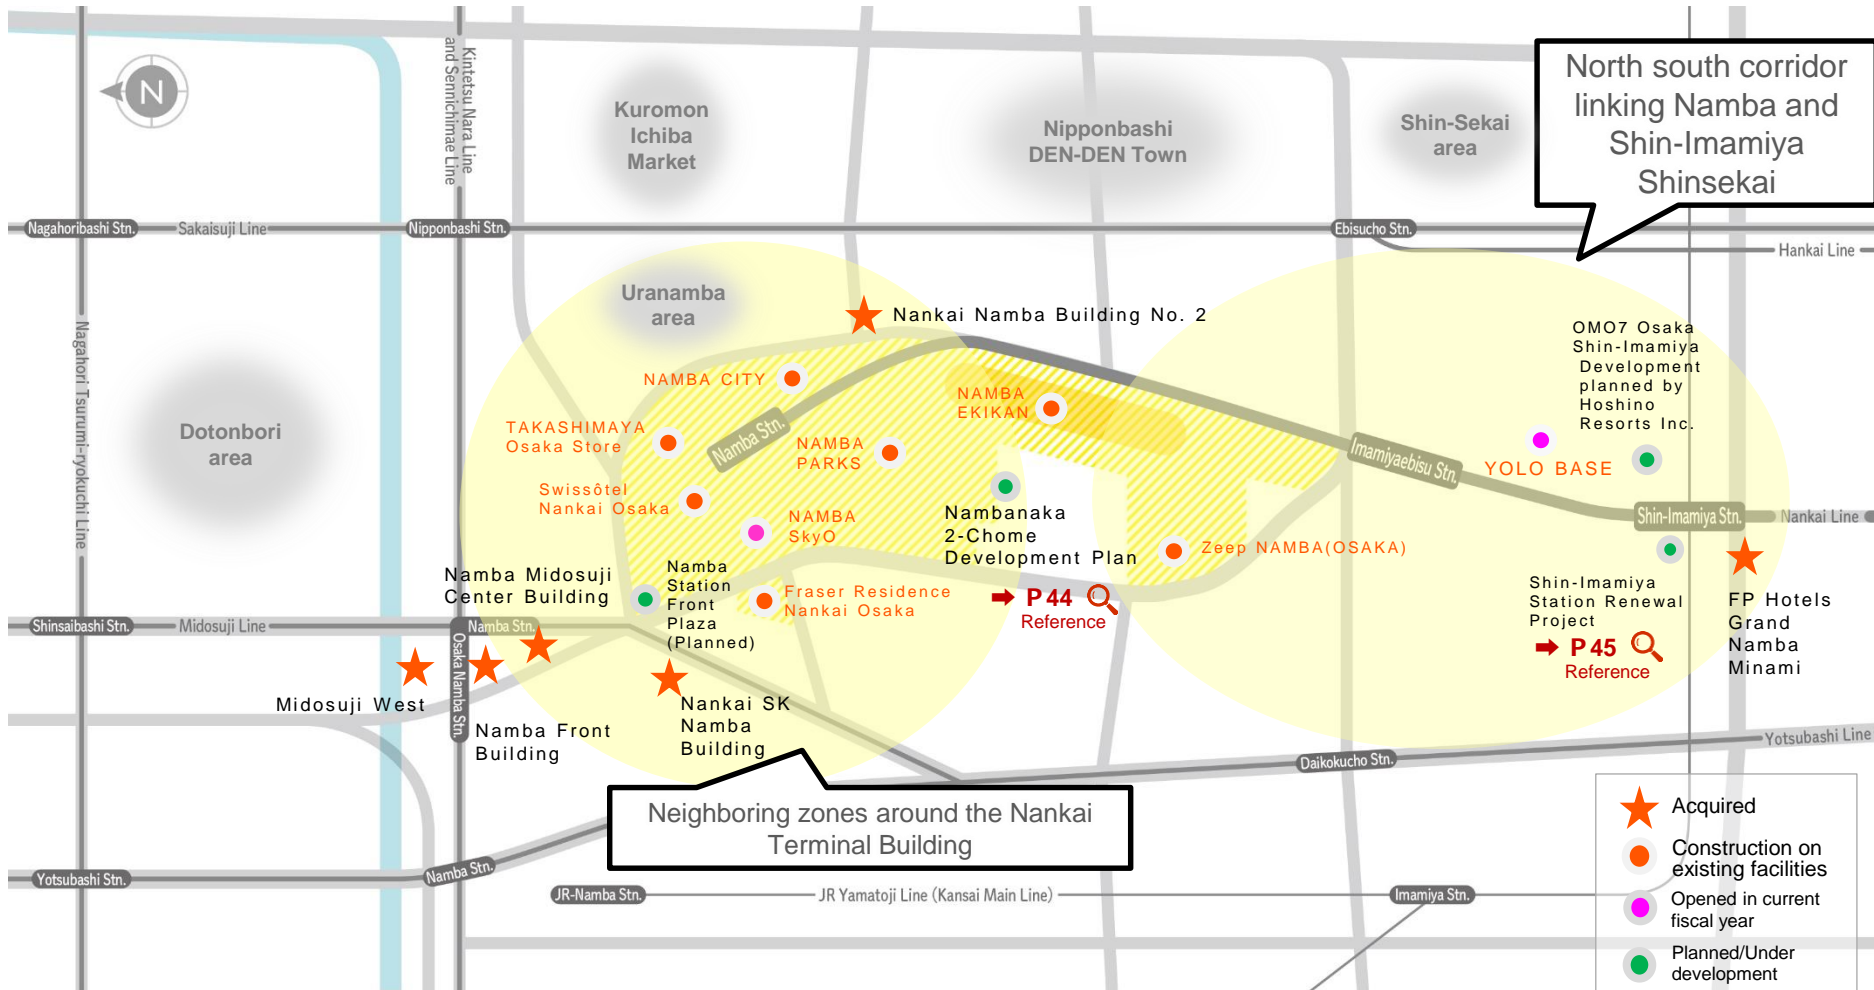 North south corridor
linking Namba and
Shin-Imamiya
Shinsekai
N
Kintetsu Nara Line
and Sennichimae Line
Kuromon
Ichiba
Market
Nipponbashi
DEN-DEN Town
Shin-Sekai
area
Nagahoribashi Stn.
Sakaisuji Line
Nipponbashi Stn.
Ebisucho Stn.
Hankai Line
Uranamba
area
Nankai Namba Building No. 2
Nagahori Tsurumi-ryokuchi Line
Dotonbori
area
NAMBA CITY
TAKASHIMAYA
Osaka Store
Namba Stn.
NAMBA
EKIKAN
NAMBA
PARKS
Swissôtel
Nankai Osaka
NAMBA
SkyO
Imamiyaebisu Stn.
OMO7 Osaka
Shin-Imamiya
Development
planned by
Hoshino
Resorts Inc.
YOLO BASE
Shin-Imamiya Stn.
Nankai Line
Nambanaka
2-Chome
Development Plan
P 44
Reference
Zeep NAMBA(OSAKA)
Namba Midosuji
Center Building
Namba
Station
Front
Plaza
(Planned)
Fraser Residence
Nankai Osaka
Shin-Imamiya
Station Renewal
Project
P 45
Reference
FP Hotels
Grand
Namba
Minami
Shinsaibashi Stn.
Midosuji Line
Namba Stn.
Osaka Namba Stn.
Midosuji West
Namba Front
Building
Nankai SK
Namba
Building
Yotsubashi Line
Daikokucho Stn.
Neighboring zones around the Nankai
Terminal Building
Yotsubashi Stn.
Namba Stn.
JR-Namba Stn.
JR Yamatoji Line (Kansai Main Line)
Imamiya Stn.
Acquired
Construction on
existing facilities
Opened in current
fiscal year
Planned/Under
development